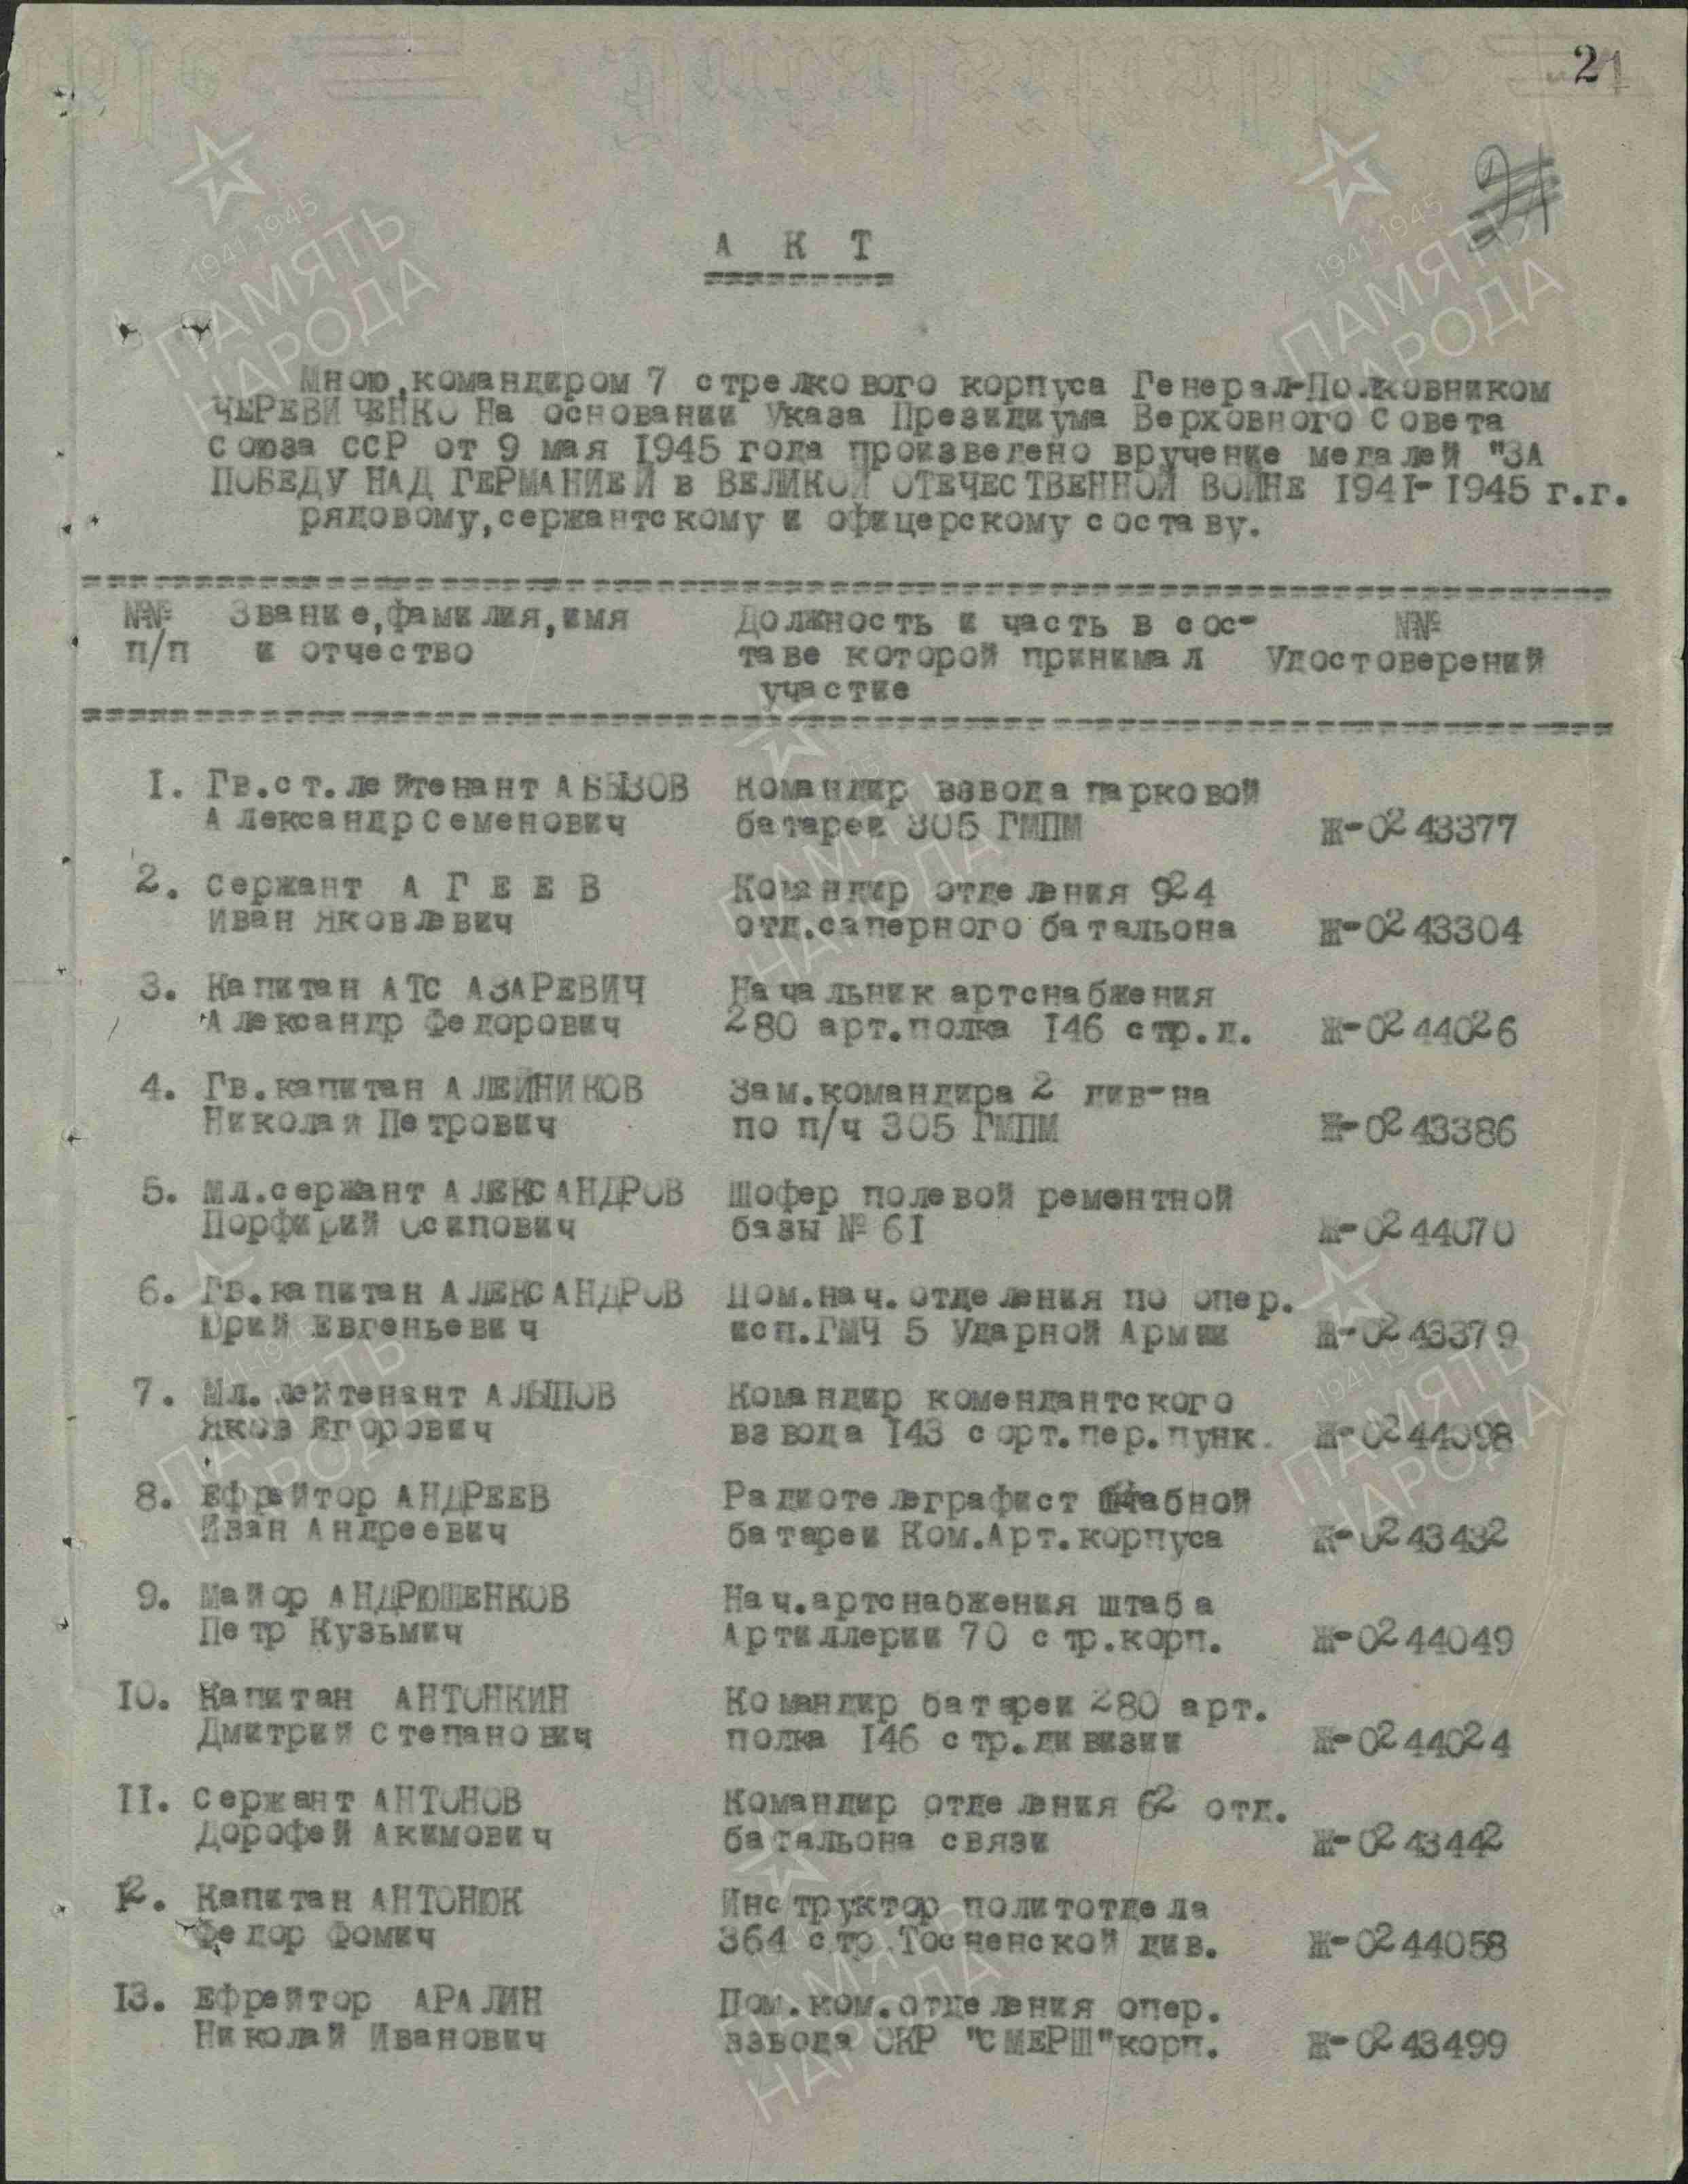 21
21
А К Т
==========
Мною,командиром 7 стрелкового корпуса Генерал-Полковником
ЧЕРЕВИЧЕНКО На основании Указа Президиума Верховного Совета
Союза ССР от 9 мая 1945 года произведено вручение медалей "ЗА
ПОБЕДУ НАД ГЕРМАНИЕЙ в ВЕЛИКОЙ ОТЕЧЕСТВЕННОЙ ВОЙНЕ 1941-1945 г.г.
рядовому,сержантскому и офицерскому составу.
№№ Звание,фамилия,имя Должность и часть в сос- №№
п/п и отчество таве которой принимал Удостоверений
участие
1. Гв.ст.лейтенант АБЫЗОВ Командир взвода парковой
Александр Семенович батареи 305 ГМПМ Ж-0243377
2. Сержант А Г Е Е В Командир отделения 924
Иван Яковлевич отд.саперного батальона Ж-0243304
3. Капитан АТС АЗАРЕВИЧ Начальник артснабжения
Александр Федорович 280 арт.полка 146 стр.д. Ж-0244026
4. Гв.капитан АЛЕЙНИКОВ Зам.командира 2 див-на
Николай Петрович по п/ч 305 ГМПМ Ж-0243386
5. Мл.сержант АЛЕКСАНДРОВ Шофер полевой ремонтной
Порфирий Осипович базы № 61 Ж-0244070
6. Гв.капитан АЛЕКСАНДРОВ Пом.нач.отделения по опер.
Юрий Евгеньевич исп.ГМЧ 5 Ударной Армии Ж-0243379
7. Мл.лейтенант АЛЫПОВ Командир комендантского
Яков Егорович взвода 143 сорт.пер.пунк. Ж-0244098
8. Ефрейтор АНДРЕЕВ Радиотелеграфист штабной
Иван Андреевич батареи Ком.Арт.корпуса Ж-0243432
9. Майор АНДРЮШЕНКОВ Нач.артснабжения штаба
Петр Кузьмич Артиллерии 70 стр.корп. Ж-0244049
10. Капитан АНТОНКИН Командир батареи 280 арт.
Дмитрий Степанович полка 146 стр.дивизии Ж-0244024
11. Сержант АНТОНОВ Командир отделения 62 отд.
Дорофей Акимович батальона связи Ж-0243442
12. Капитан АНТОНЮК Инструктор политотдела
Федор Фомич 364 стр.Тосненской див. Ж-0244058
13. Ефрейтор АРАЛИН Пом.ком.отделения опер.
Николай Иванович взвода ОКР "СМЕРШ"корп. Ж-0243499
1941-1945
ПАМЯТЬ
НАРОДА